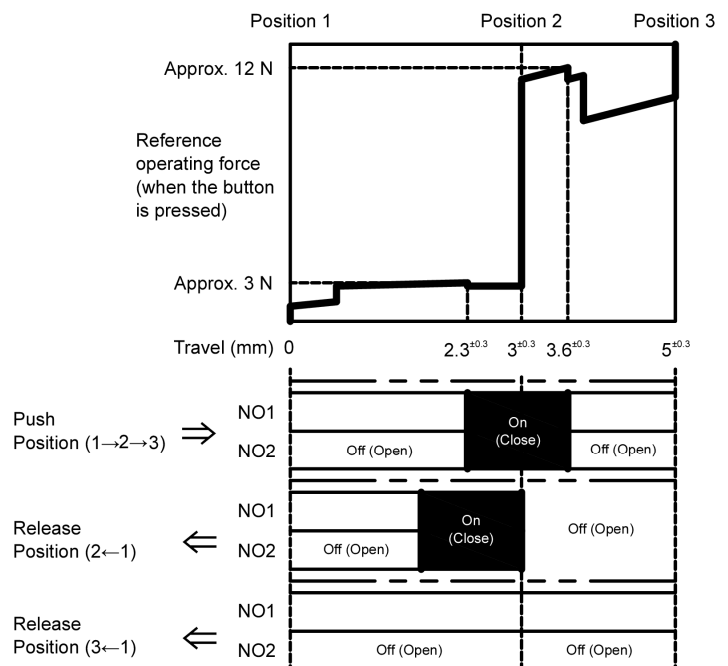 Position 1 Position 2 Position 3
Approx. 12 N
Reference
operating force
(when the button
is pressed)
Approx. 3 N
Travel (mm) 0 2.3±0.3 3±0.3 3.6±0.3 5±0.3
Push
Position (1→2→3)
NO1
NO2
Off (Open)
On
(Close)
Off (Open)
Release
Position (2←1)
NO1
NO2
Off (Open)
On
(Close)
Off (Open)
Release
Position (3←1)
NO1
NO2
Off (Open)
Off (Open)